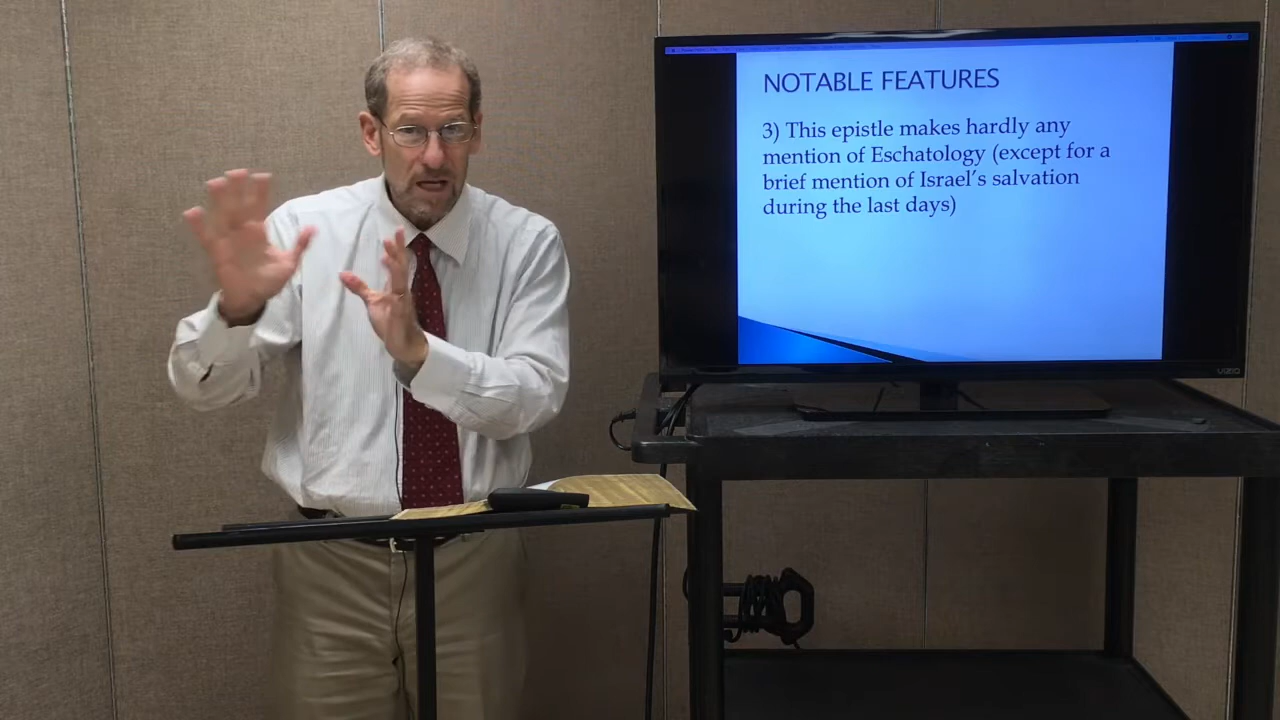 NOTABLE FEATURES
3) This epistle makes hardly any
mention of Eschatology (except for a
brief mention of Israel’s salvation
during the last days)
VIZIO